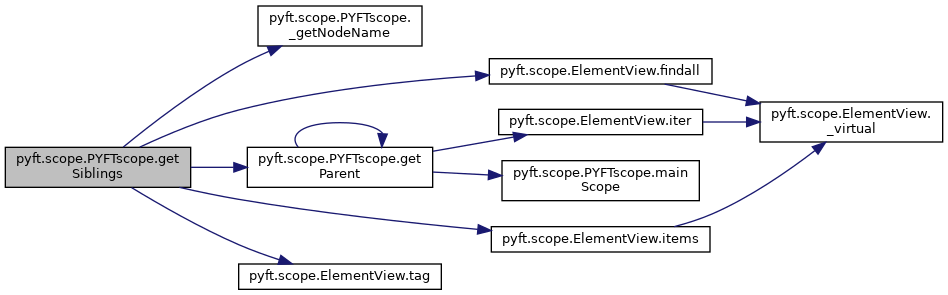 pyft.scope.PYFTscope.
_getNodeName
pyft.scope.ElementView.findall
pyft.scope.ElementView.
_virtual
pyft.scope.ElementView.iter
pyft.scope.PYFTscope.get
Siblings
pyft.scope.PYFTscope.get
Parent
pyft.scope.PYFTscope.main
Scope
pyft.scope.ElementView.items
pyft.scope.ElementView.tag